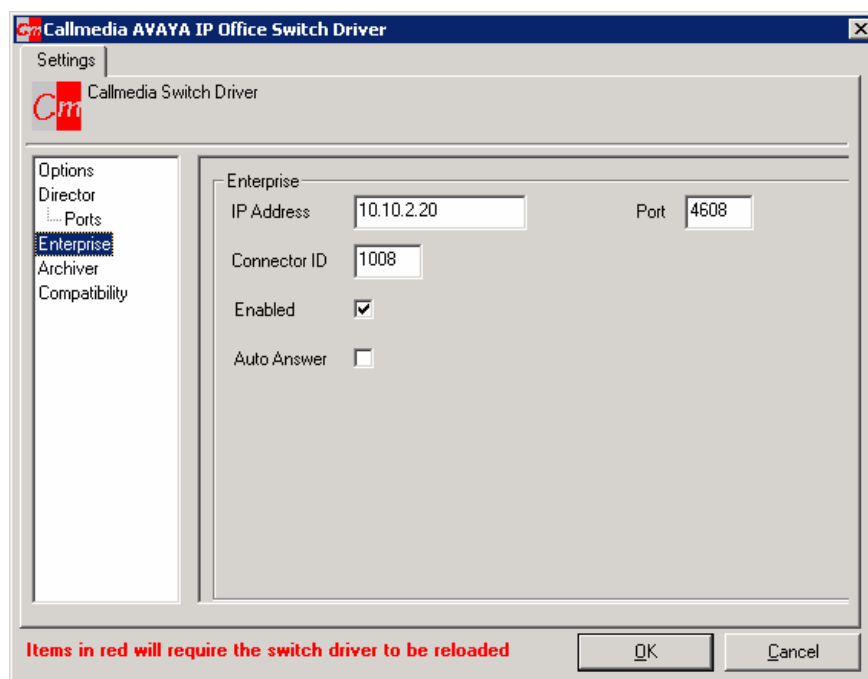 Cm Callmedia AVAYA IP Office Switch Driver
Settings
Cm Callmedia Switch Driver
Options
Director
Ports
Enterprise
Archiver
Compatibility
Enterprise
IP Address 10.10.2.20 Port 4608
Connector ID 1008
Enabled
Auto Answer
Items in red will require the switch driver to be reloaded
OK Cancel